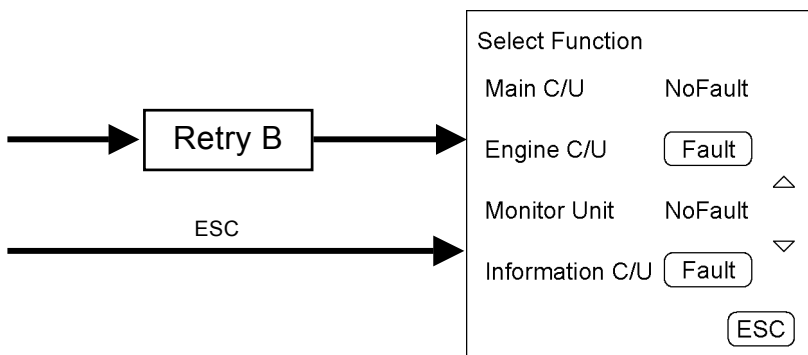 Retry B
ESC
Select Function
Main C/U NoFault
Engine C/U Fault
Monitor Unit NoFault
Information C/U Fault
ESC